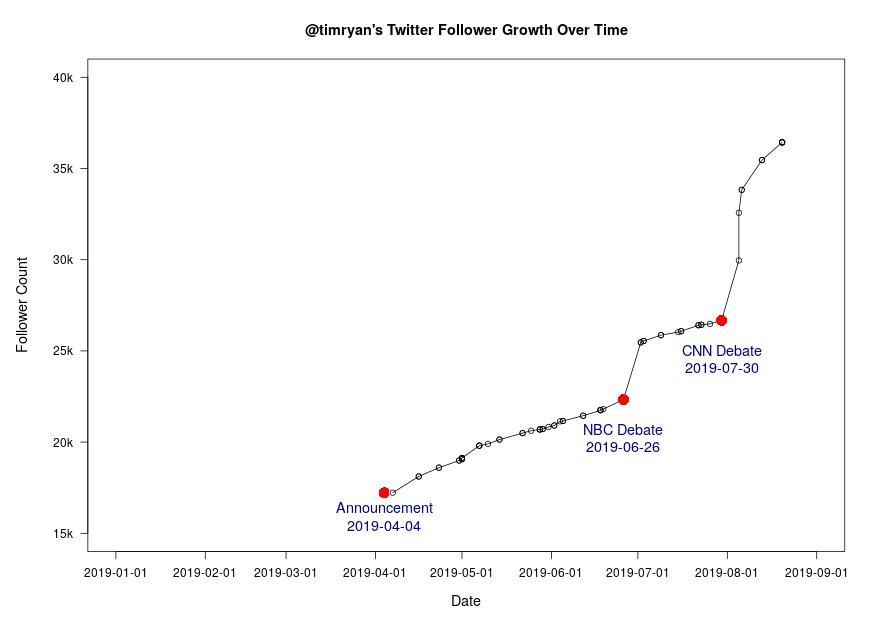 @timryan's Twitter Follower Growth Over Time
40k
35k
30k
25k
20k
15k
Follower Count
CNN Debate
2019-07-30
NBC Debate
2019-06-26
Announcement
2019-04-04
2019-01-01 2019-02-01 2019-03-01 2019-04-01 2019-05-01 2019-06-01 2019-07-01 2019-08-01 2019-09-01
Date